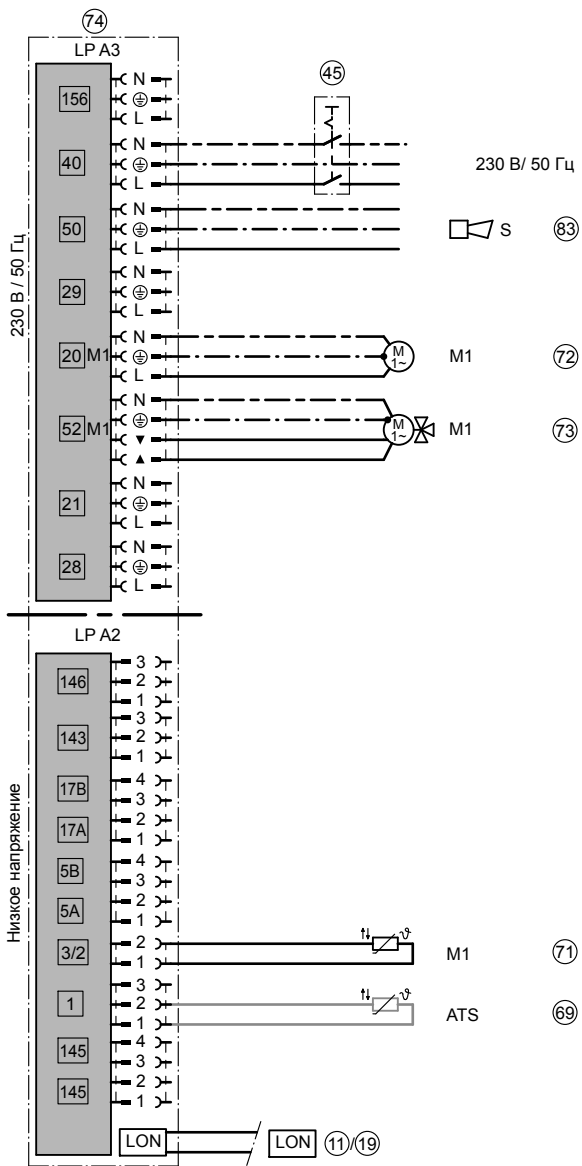 74
LP A3
230 В / 50 Гц
156
N
L
45
40
N
L
230 В/ 50 Гц
50
N
L
S
83
29
N
L
20
M1
N
L
M
1~
M1
72
52
M1
N
▼
▲
M
1~
M1
73
21
N
L
28
N
L
LP A2
Низкое напряжение
146
3
2
1
143
3
2
1
17B
4
3
17A
2
1
5B
4
3
5A
2
1
3/2
2
1
ϑ
M1
71
1
3
2
1
ϑ
ATS
69
145
4
3
145
2
1
LON
LON
11/19